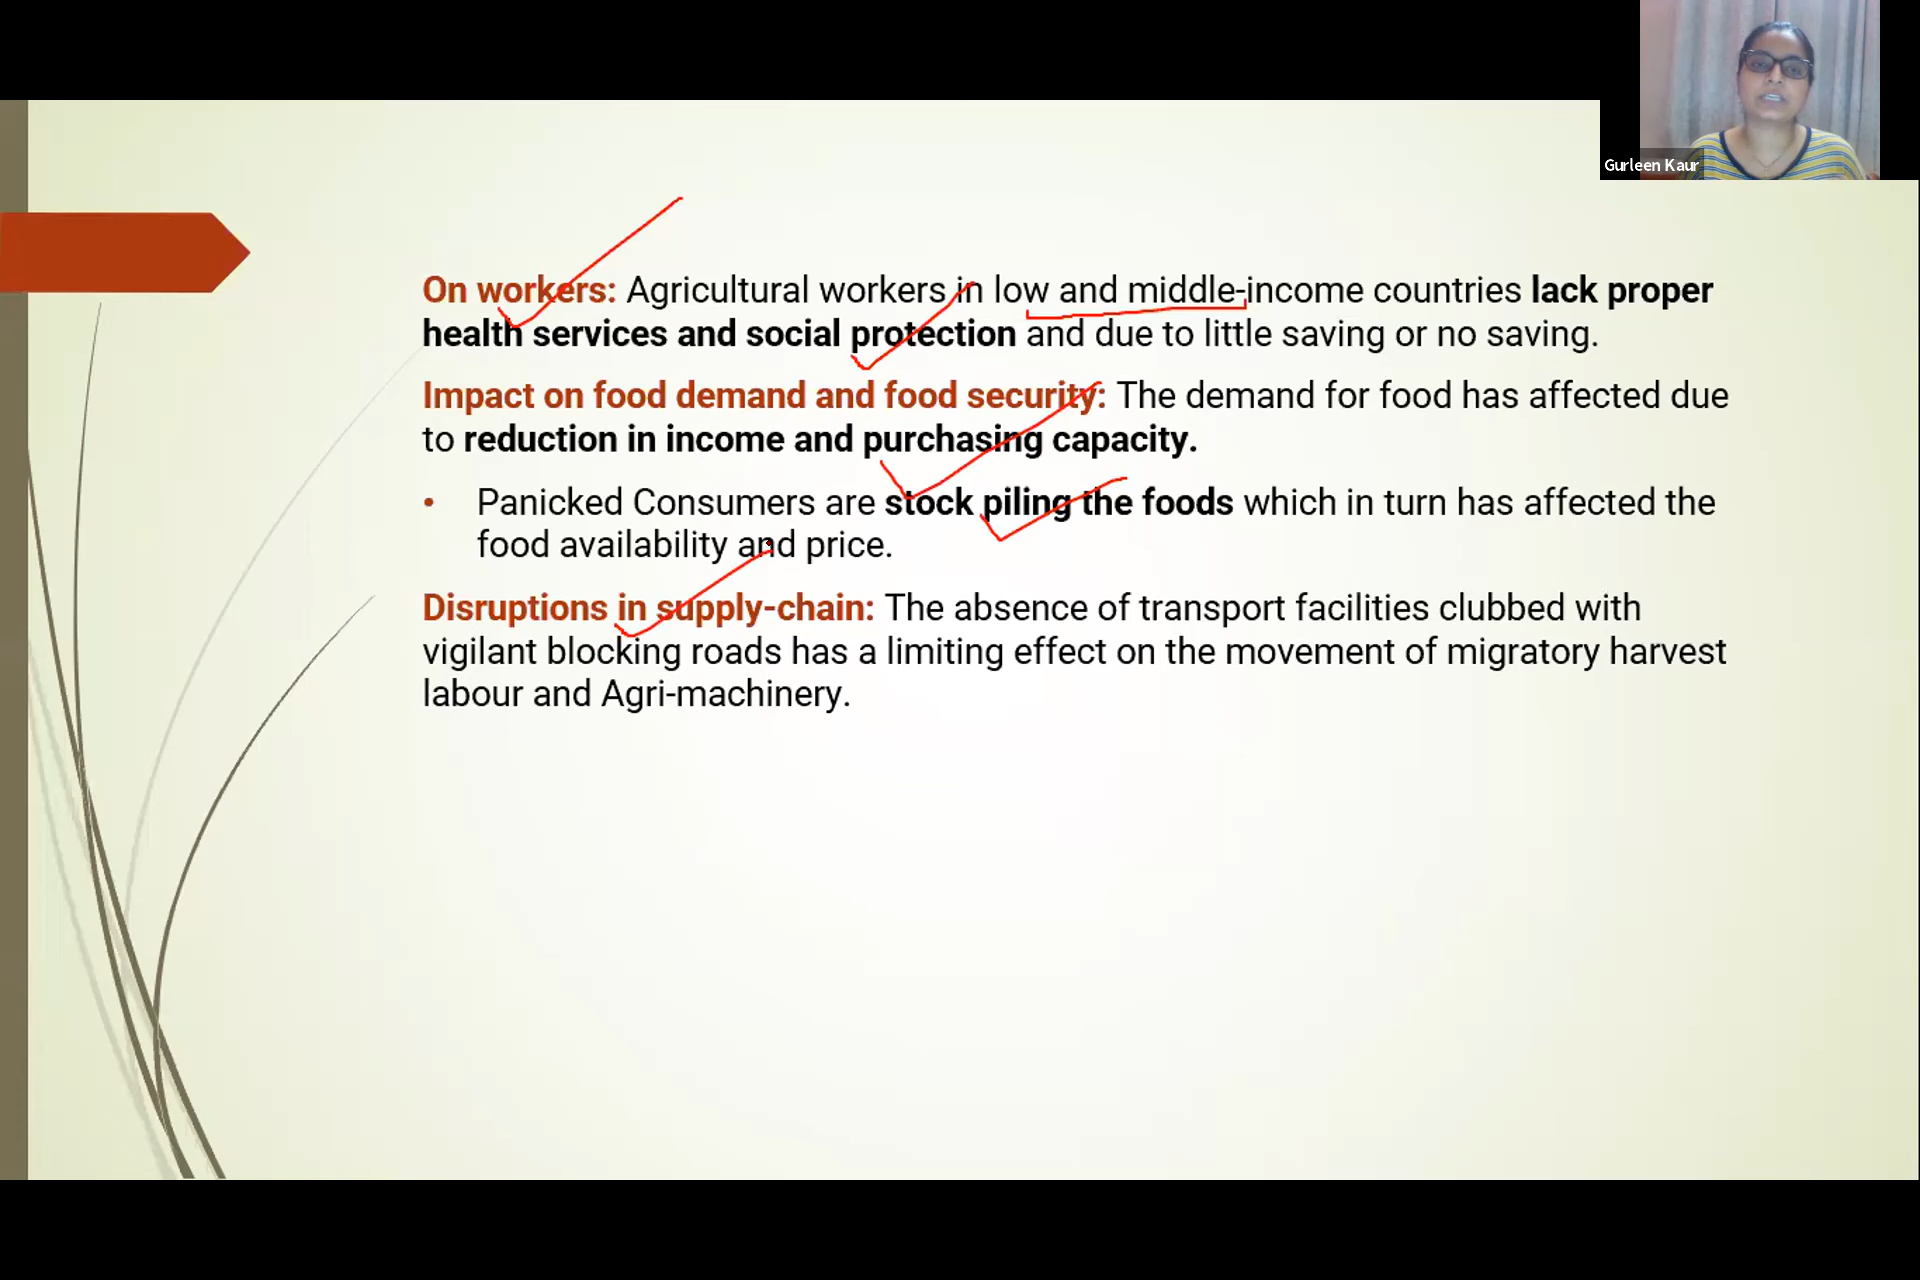 Gurleen Kaur
On workers: Agricultural workers in low and middle-income countries lack proper
health services and social protection and due to little saving or no saving.
Impact on food demand and food security: The demand for food has affected due
to reduction in income and purchasing capacity.
• Panicked Consumers are stock piling the foods which in turn has affected the
food availability and price.
Disruptions in supply-chain: The absence of transport facilities clubbed with
vigilant blocking roads has a limiting effect on the movement of migratory harvest
labour and Agri-machinery.